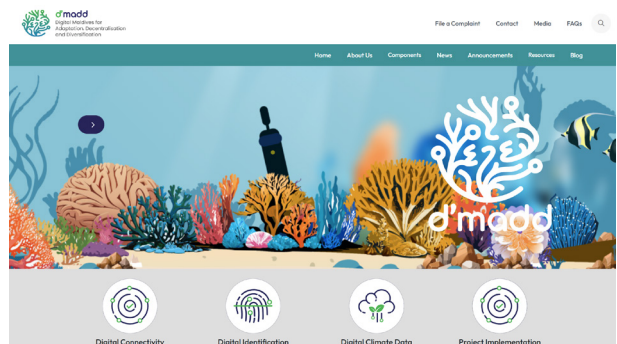 d'madd
Digital Maldives for
Adaptation, Decentralisation
and Diversification
File a Complaint Contact Media FAQs
Home About Us Components News Announcements Resources Blog
d'madd
Digital Connectivity Digital Identification Digital Climate Data Project Implementation